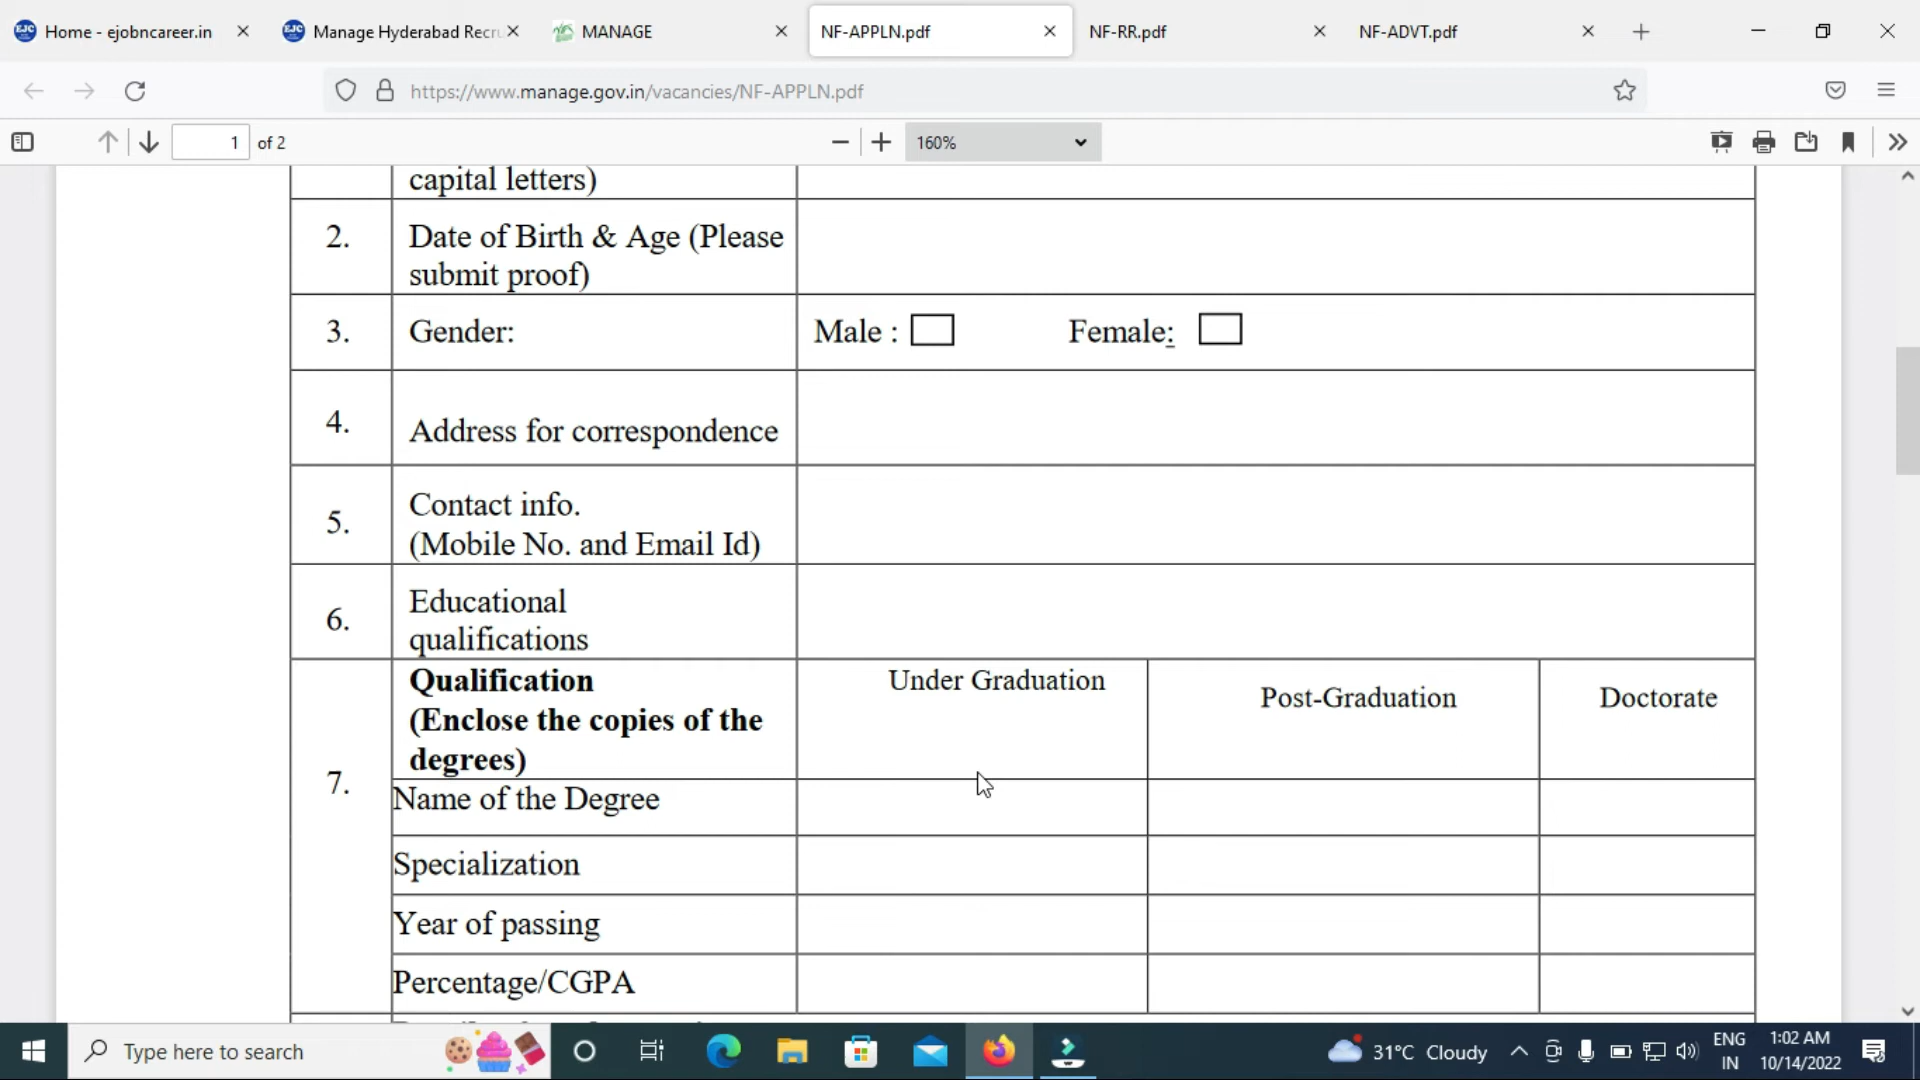 Home - ejobncareer.in
Manage Hyderabad Recru
MANAGE
NF-APPLN.pdf
NF-RR.pdf
NF-ADVT.pdf
https://www.manage.gov.in/vacancies/NF-APPLN.pdf
1 of 2
160%
capital letters)
2. Date of Birth & Age (Please
submit proof)
3. Gender: Male : Female:
4. Address for correspondence
5. Contact info.
(Mobile No. and Email Id)
6. Educational
qualifications
7. Qualification
(Enclose the copies of the
degrees)
Under Graduation
Post-Graduation
Doctorate
Name of the Degree
Specialization
Year of passing
Percentage/CGPA
Type here to search
31°C Cloudy
ENG
IN
1:02 AM
10/14/2022